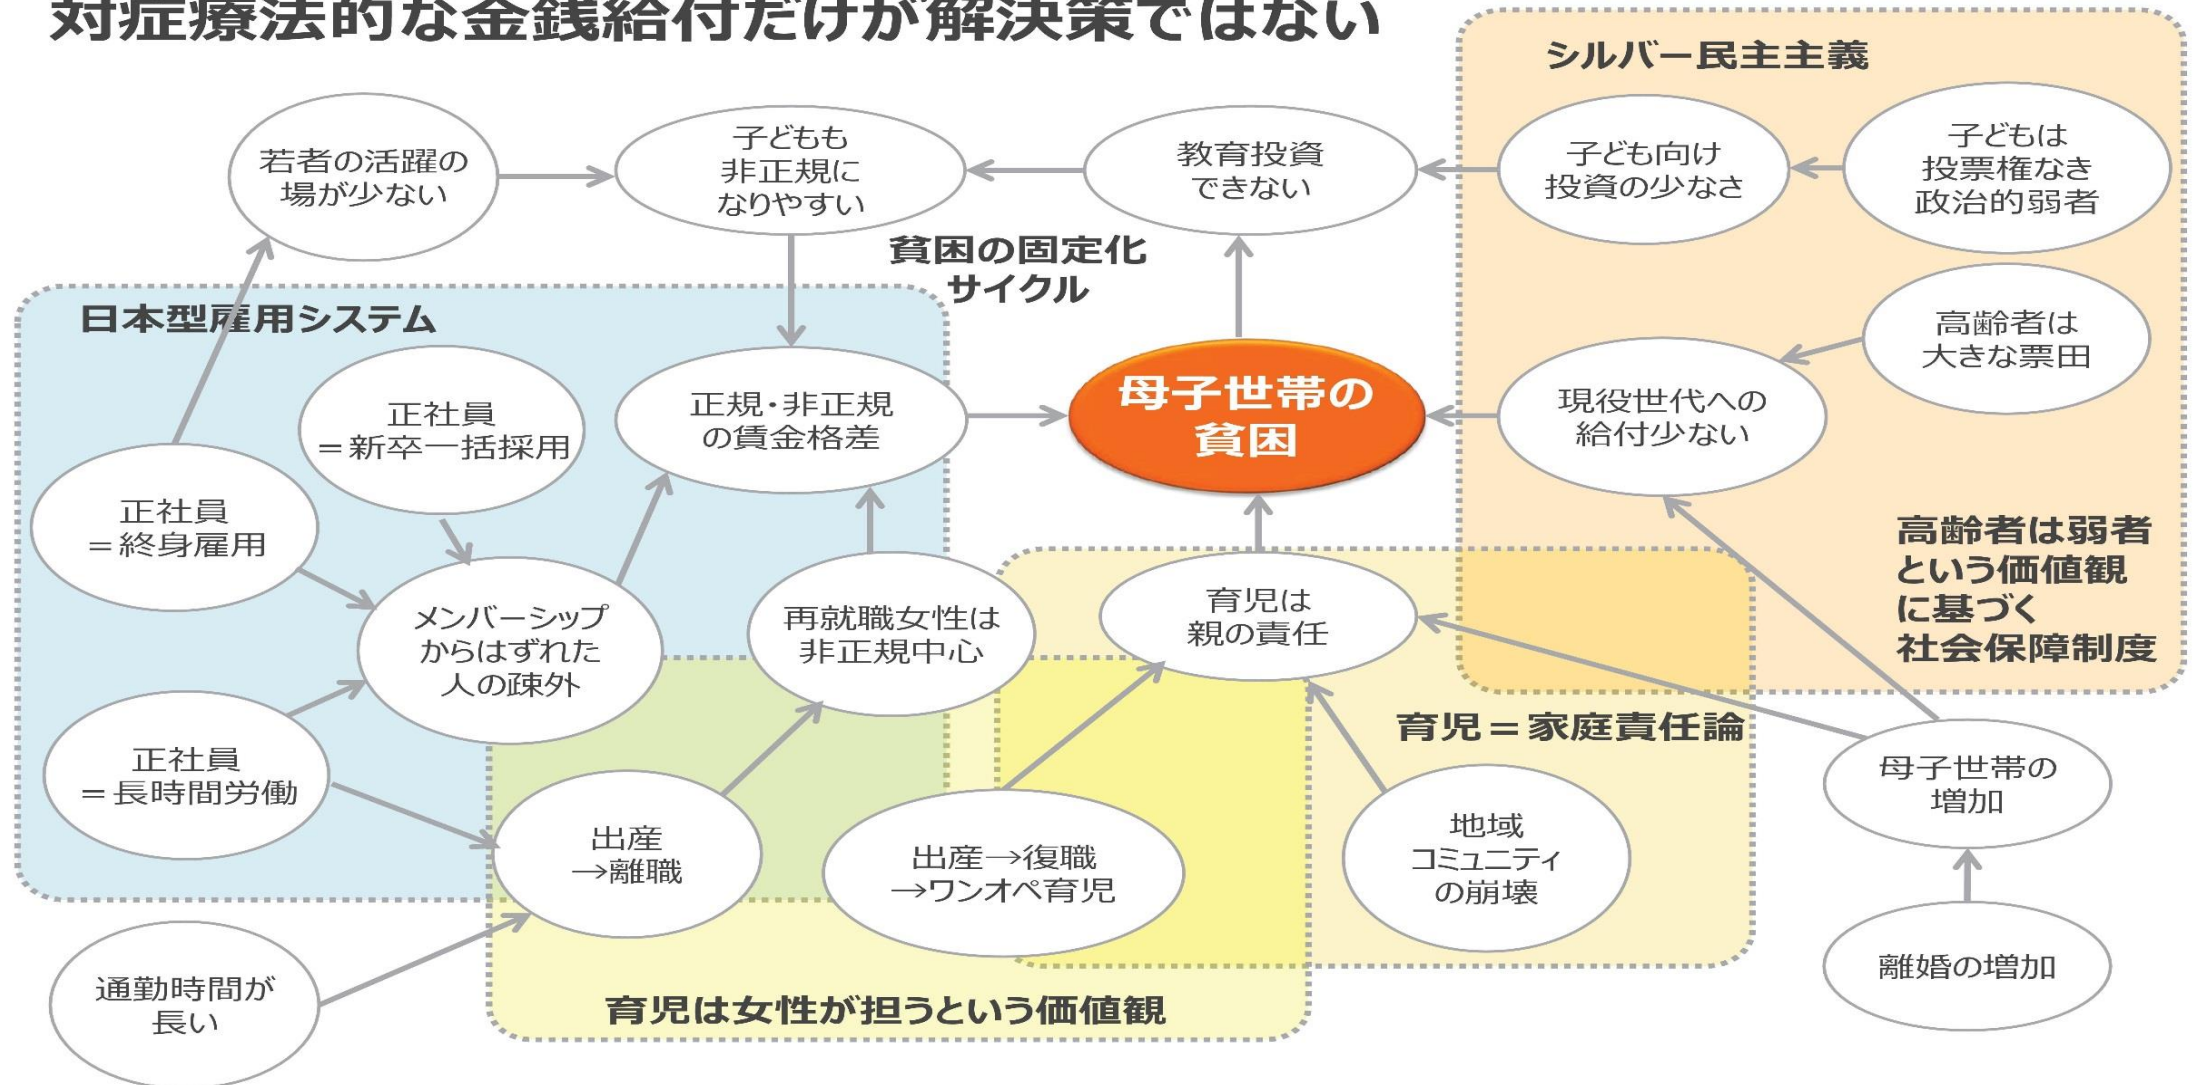 対症療法的な金銭給付だけが解決策ではない
シルバー民主主義
若者の活躍の
場が少ない
子どもも
非正規に
なりやすい
教育投資
できない
子ども向け
投資の少なさ
子どもは
投票権なき
政治的弱者
貧困の固定化
サイクル
日本型雇用システム
高齢者は
大きな票田
正社員
＝新卒一括採用
正規・非正規
の賃金格差
母子世帯の
貧困
現役世代への
給付少ない
正社員
＝終身雇用
高齢者は弱者
という価値観
に基づく
社会保障制度
メンバーシップ
からはずれた
人の疎外
再就職女性は
非正規中心
育児は
親の責任
育児＝家庭責任論
正社員
＝長時間労働
母子世帯の
増加
出産
→離職
出産→復職
→ワンオペ育児
地域
コミュニティ
の崩壊
通勤時間が
長い
育児は女性が担うという価値観
離婚の増加